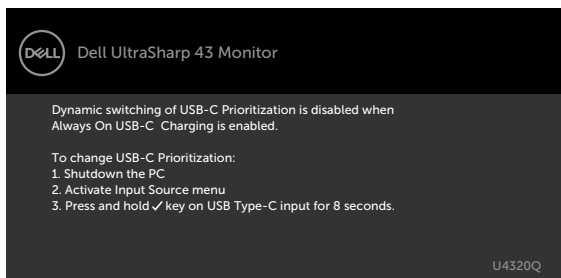 DELL
Dell UltraSharp 43 Monitor
Dynamic switching of USB-C Prioritization is disabled when
Always On USB-C Charging is enabled.
To change USB-C Prioritization:
1. Shutdown the PC
2. Activate Input Source menu
3. Press and hold ✓ key on USB Type-C input for 8 seconds.
U4320Q